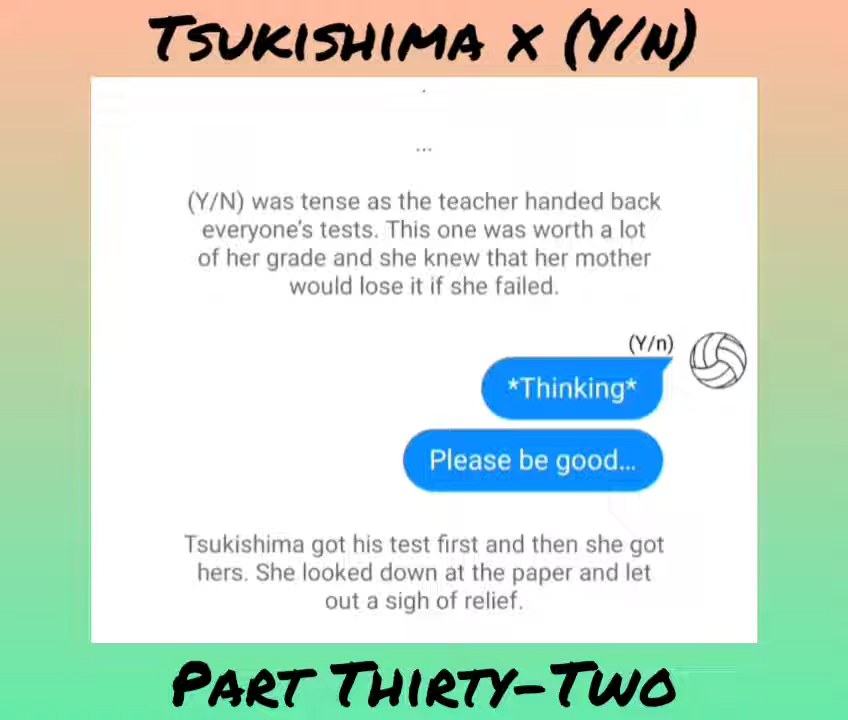 Tsukishima x (Y/N)
...
(Y/N) was tense as the teacher handed back
everyone's tests. This one was worth a lot
of her grade and she knew that her mother
would lose it if she failed.
(Y/n)
*Thinking*
Please be good...
Tsukishima got his test first and then she got
hers. She looked down at the paper and let
out a sigh of relief.
Part Thirty-Two